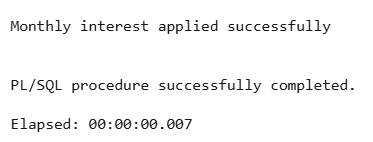 Monthly interest applied successfully
PL/SQL procedure successfully completed.
Elapsed: 00:00:00.007